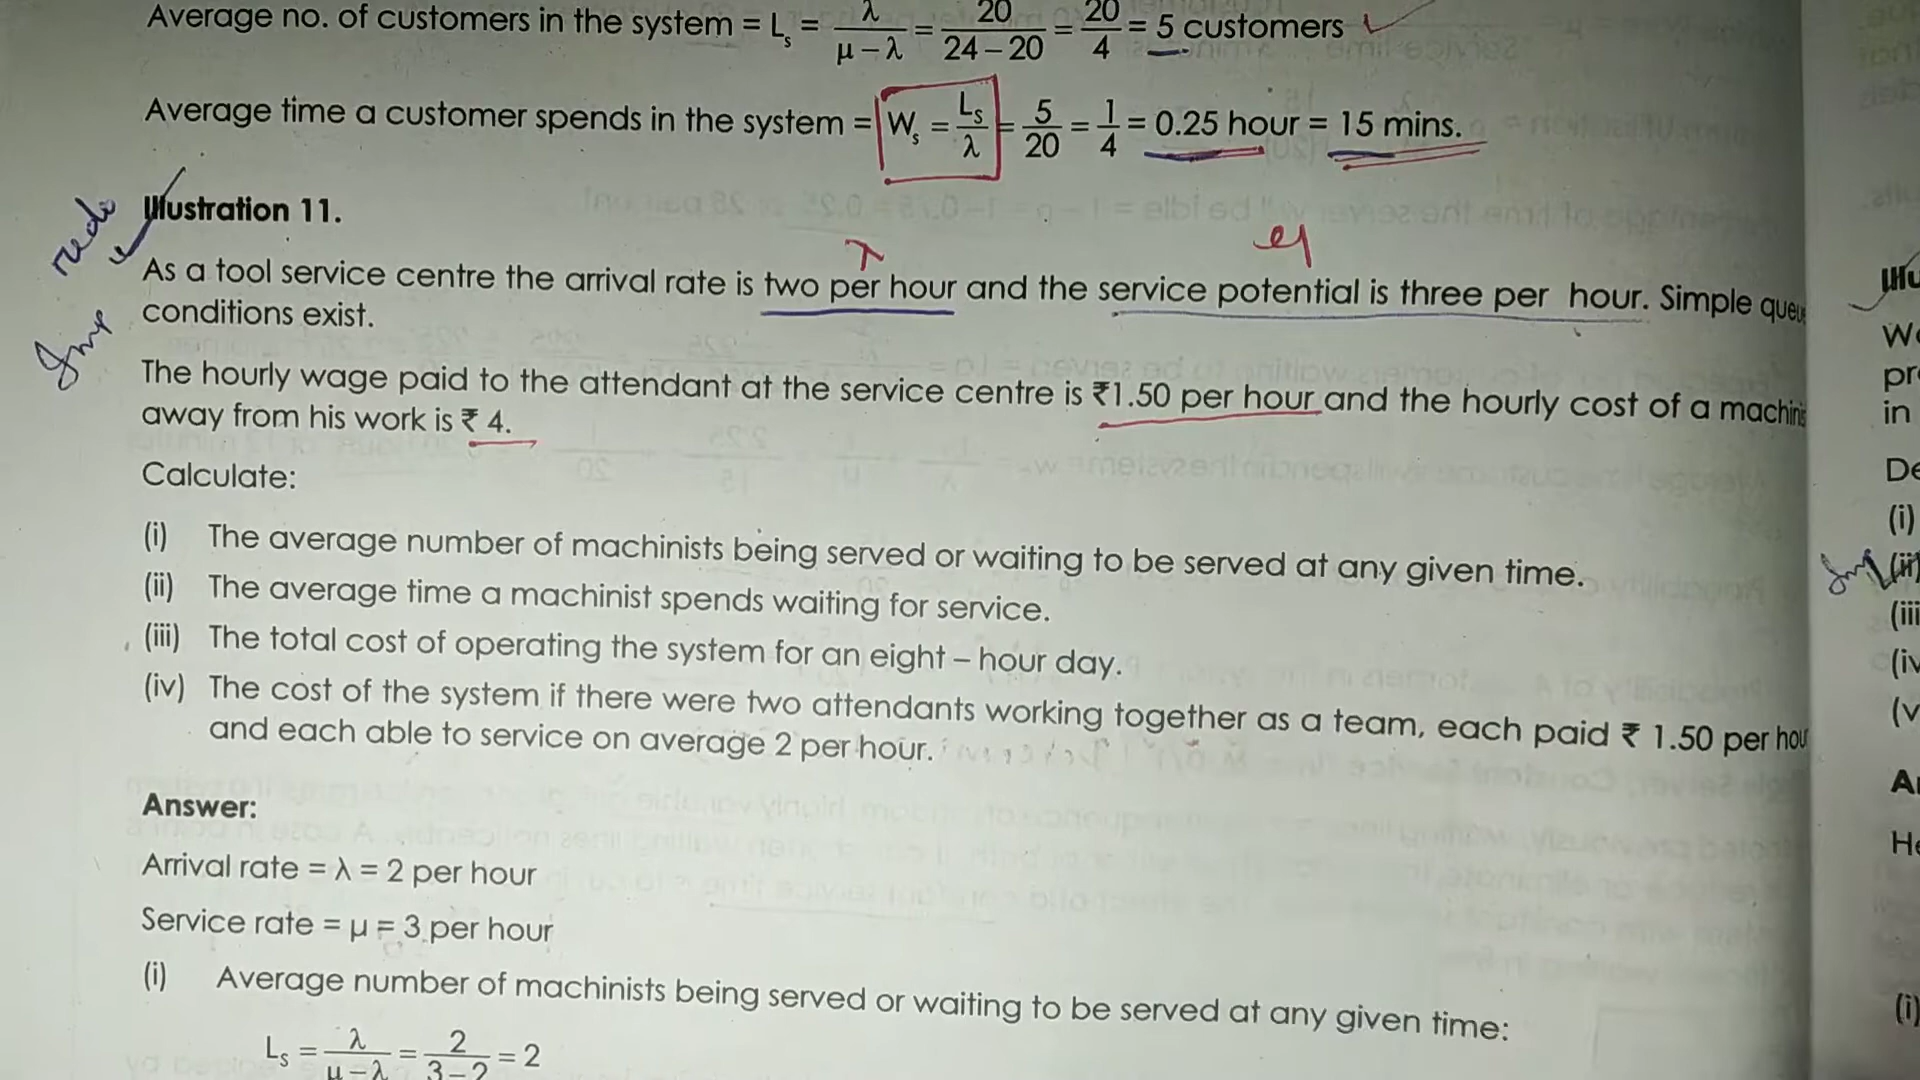 Average no. of customers in the system = Ls = λ/(μ – λ) = 20/(24 – 20) = 20/4 = 5 customers
Average time a customer spends in the system = Ws = Ls/λ = 5/20 = 1/4 = 0.25 hour = 15 mins.
redo
Illustration 11.
λ
As a tool service centre the arrival rate is two per hour and the service potential is three per hour. Simple
conditions exist.
Imp
The hourly wage paid to the attendant at the service centre is ₹1.50 per hour and the hourly cost of a
away from his work is ₹ 4.
Calculate:
(i) The average number of machinists being served or waiting to be served at any given time.
(ii) The average time a machinist spends waiting for service.
(iii) The total cost of operating the system for an eight – hour day.
(iv) The cost of the system if there were two attendants working together as a team, each paid ₹ 1.50 per
and each able to service on average 2 per hour.
Answer:
Arrival rate = λ = 2 per hour
Service rate = μ = 3 per hour
(i) Average number of machinists being served or waiting to be served at any given time:
Ls = λ/(μ – λ) = 2/(3 – 2) = 2
in
(i)
(i)